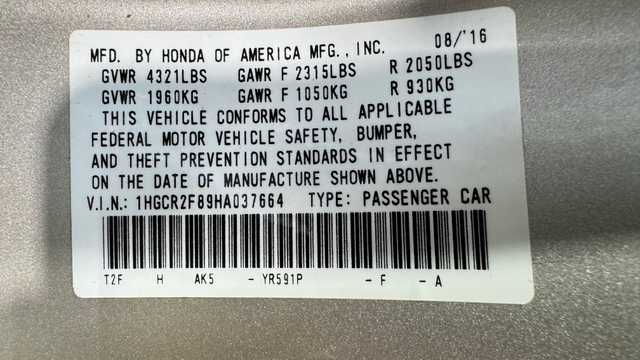 MFD. BY HONDA OF AMERICA MFG., INC. 08/'16
GVWR 4321LBS GAWR F 2315LBS R 2050LBS
GVWR 1960KG GAWR F 1050KG R 930KG
THIS VEHICLE CONFORMS TO ALL APPLICABLE
FEDERAL MOTOR VEHICLE SAFETY, BUMPER,
AND THEFT PREVENTION STANDARDS IN EFFECT
ON THE DATE OF MANUFACTURE SHOWN ABOVE.
V.I.N.: 1HGCR2F89HA037664 TYPE: PASSENGER CAR
T2F H AK5 - YR591P - F - A